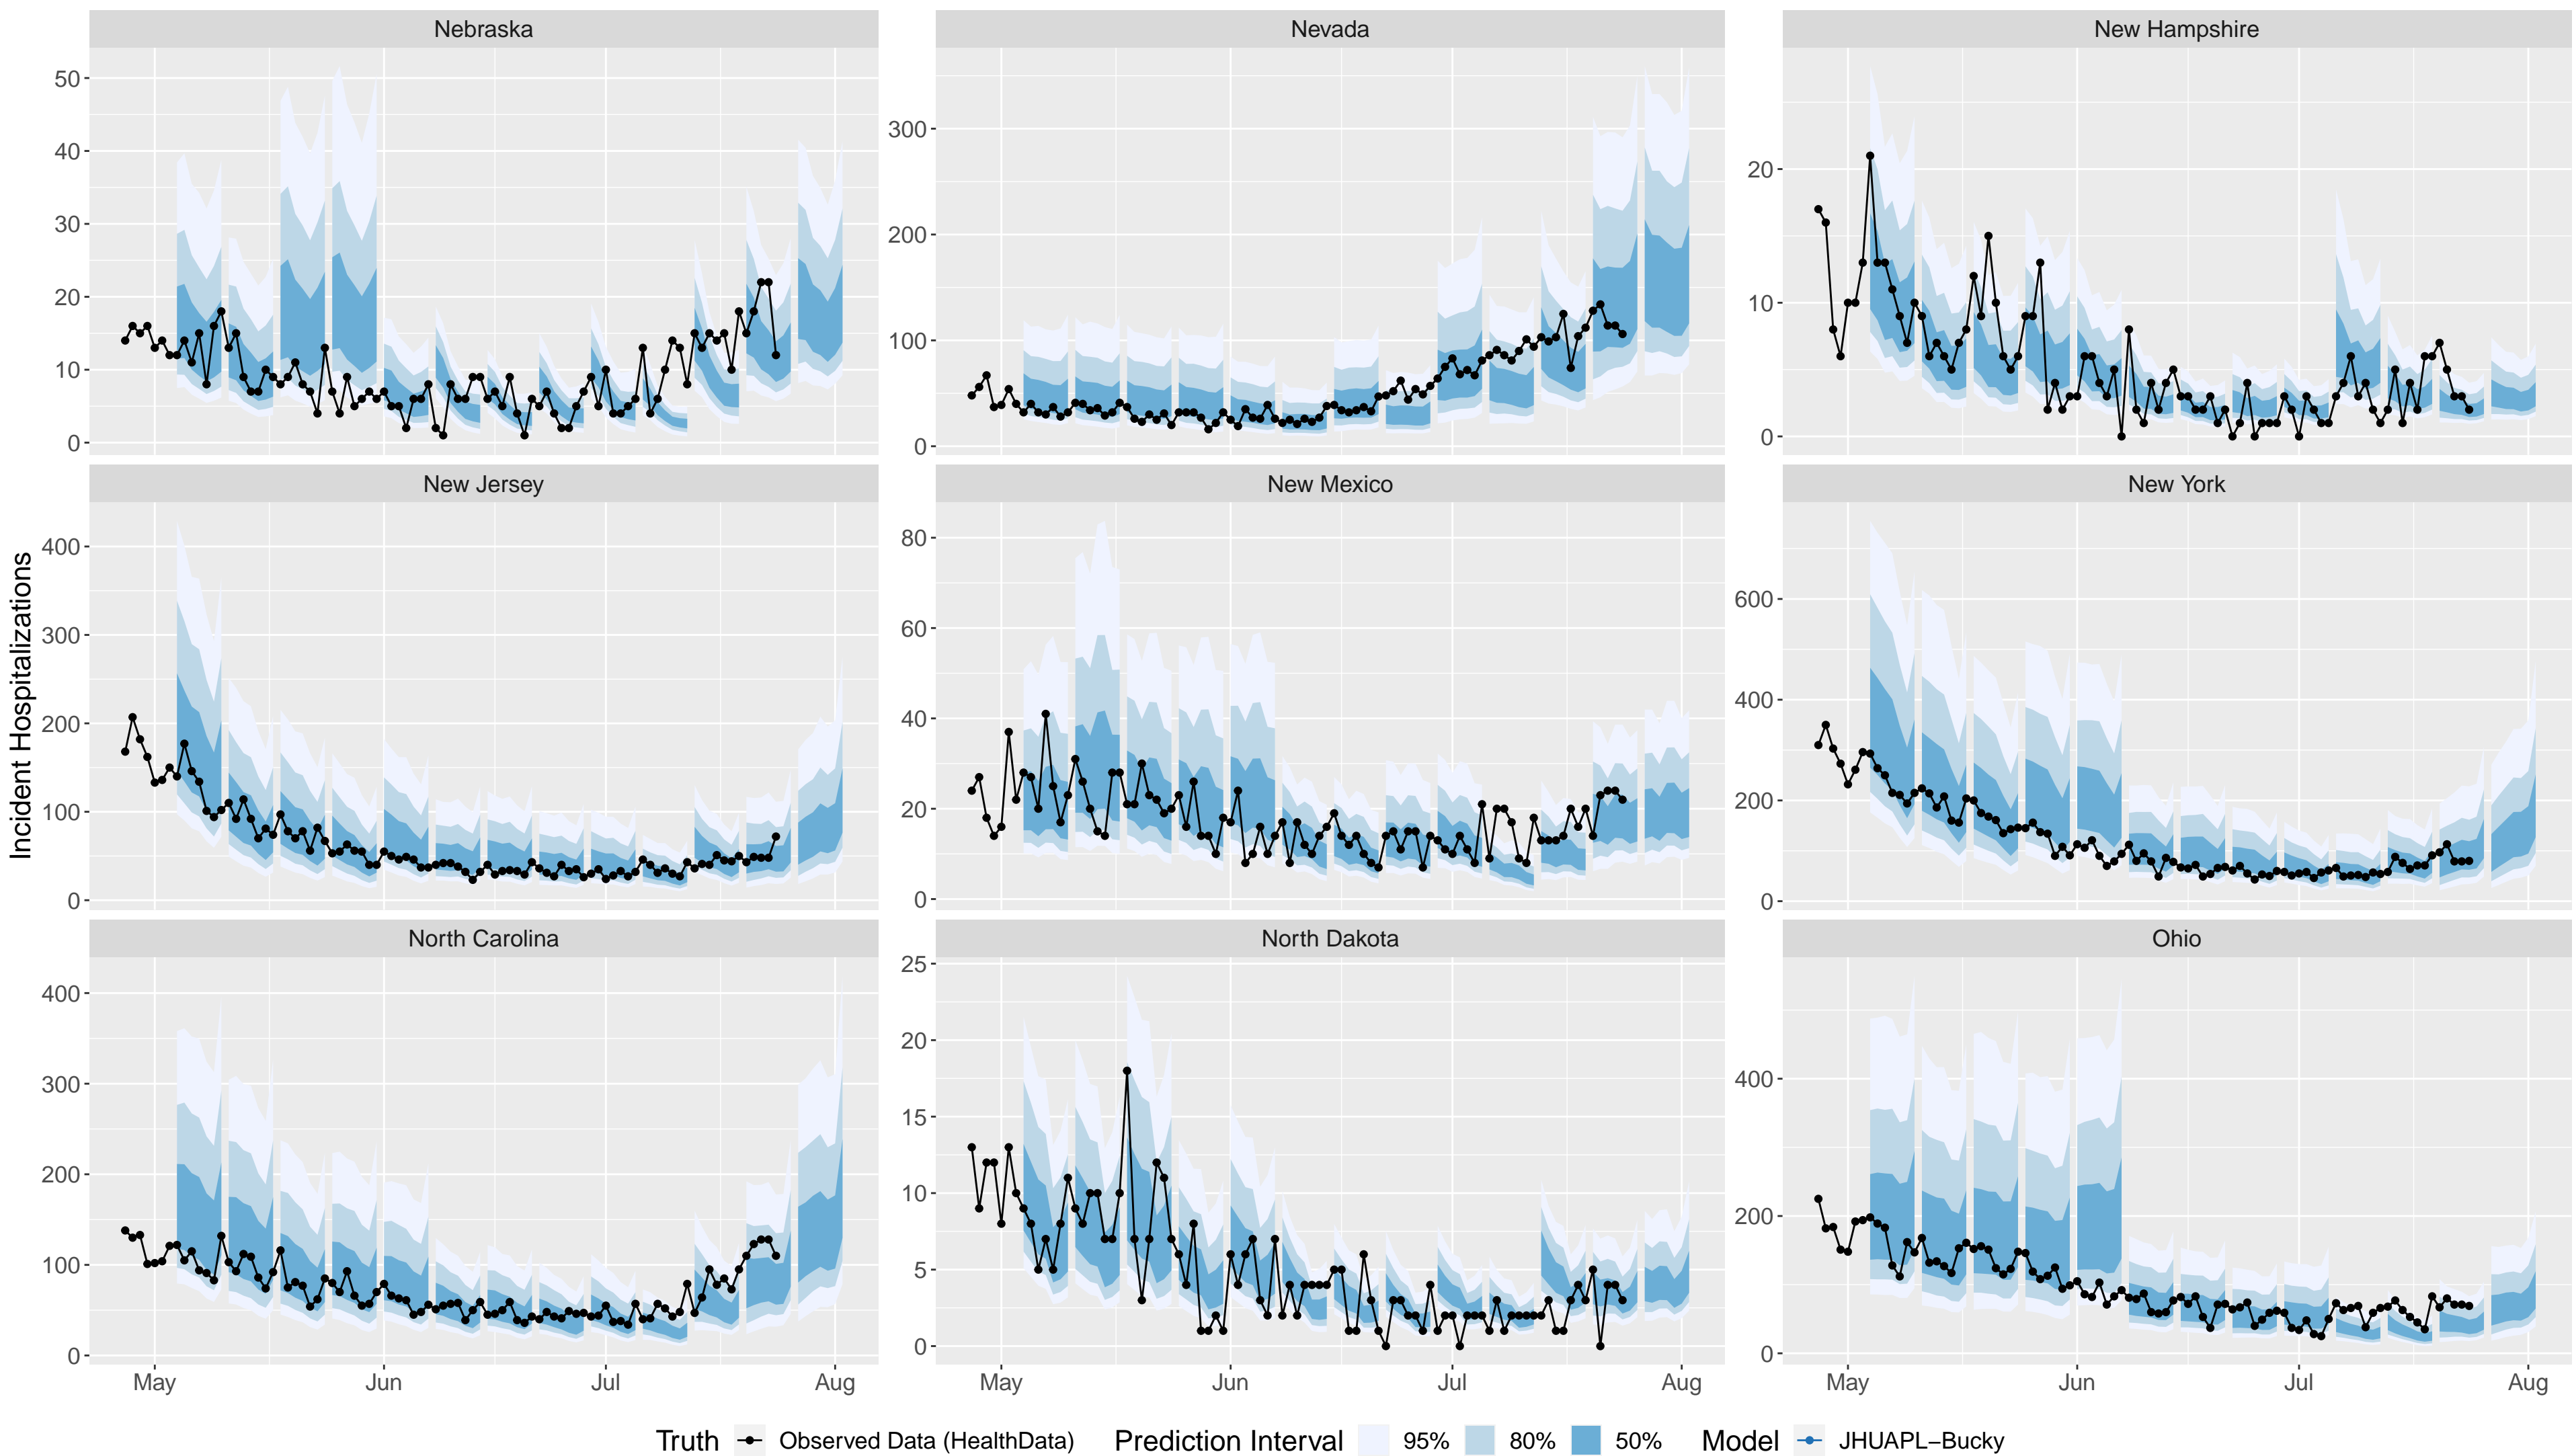 Nebraska
Nevada
New Hampshire
50
40
30
20
10
0
300
200
100
0
20
10
0
New Jersey
New Mexico
New York
Incident Hospitalizations
400
300
200
100
0
80
60
40
20
0
600
400
200
0
North Carolina
North Dakota
Ohio
400
300
200
100
0
25
20
15
10
5
0
400
200
0
May Jun Jul Aug
May Jun Jul Aug
May Jun Jul Aug
Truth Observed Data (HealthData) Prediction Interval 95% 80% 50% Model JHUAPL−Bucky